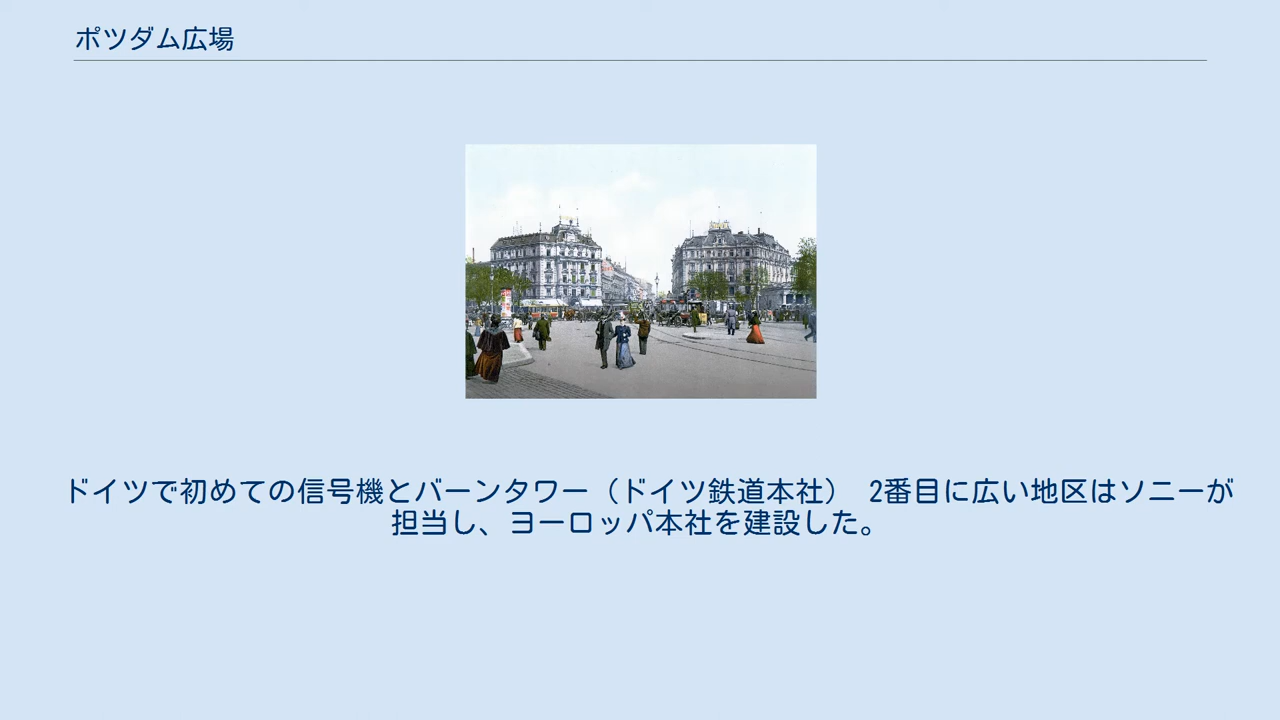 ポツダム広場
ドイツで初めての信号機とバーンタワー（ドイツ鉄道本社） 2番目に広い地区はソニーが
担当し、ヨーロッパ本社を建設した。